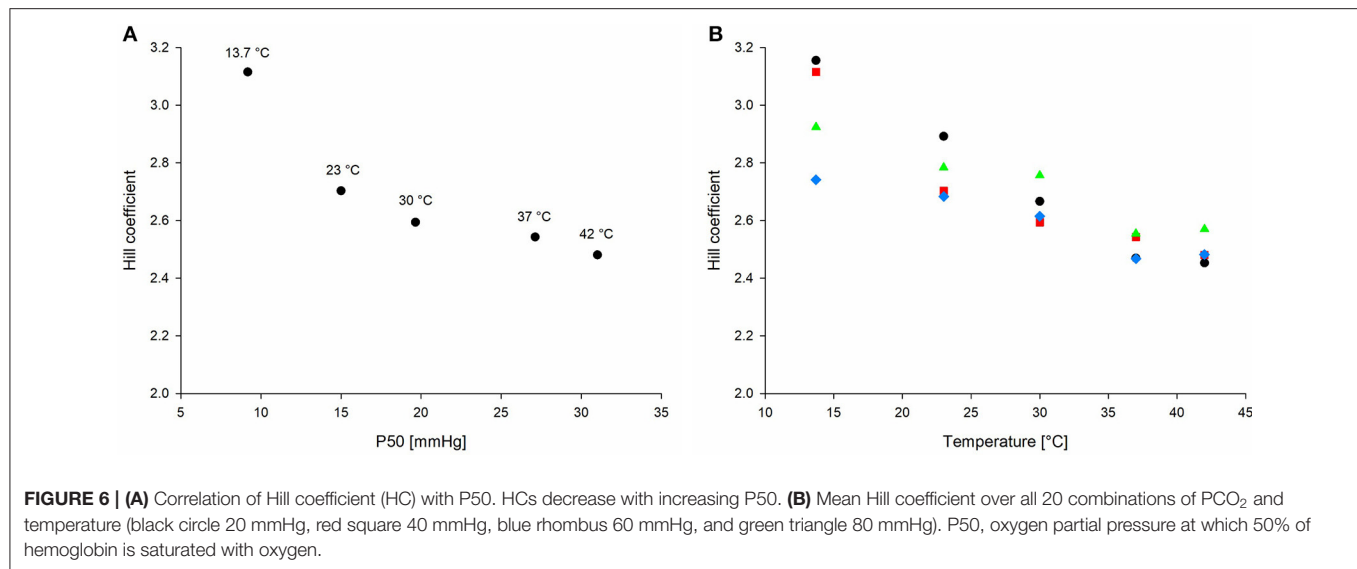 A
3.2
3.0
2.8
2.6
2.4
2.2
2.0
Hill coefficient
13.7 °C
23 °C
30 °C
37 °C
42 °C
5 10 15 20 25 30 35
P50 [mmHg]
B
3.2
3.0
2.8
2.6
2.4
2.2
2.0
Hill coefficient
10 15 20 25 30 35 40 45
Temperature [°C]
FIGURE 6 | (A) Correlation of Hill coefficient (HC) with P50. HCs decrease with increasing P50. (B) Mean Hill coefficient over all 20 combinations of PCO₂ and
temperature (black circle 20 mmHg, red square 40 mmHg, blue rhombus 60 mmHg, and green triangle 80 mmHg). P50, oxygen partial pressure at which 50% of
hemoglobin is saturated with oxygen.